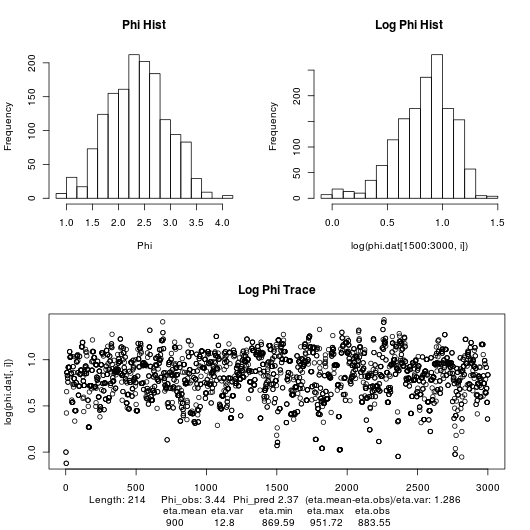 Phi Hist
Log Phi Hist
Frequency
0 50 100 150 200
1.0 1.5 2.0 2.5 3.0 3.5 4.0
Phi
Frequency
0 50 100 200
0.0 0.5 1.0 1.5
log(phi.dat[1500:3000, i])
Log Phi Trace
log(phi.dat[, i])
0.0 0.5 1.0
0 500 1000 1500 2000 2500 3000
Length: 214 Phi_obs: 3.44 Phi_pred 2.37 (eta.mean-eta.obs)/eta.var: 1.286
eta.mean eta.var eta.min eta.max eta.obs
900 12.8 869.59 951.72 883.55